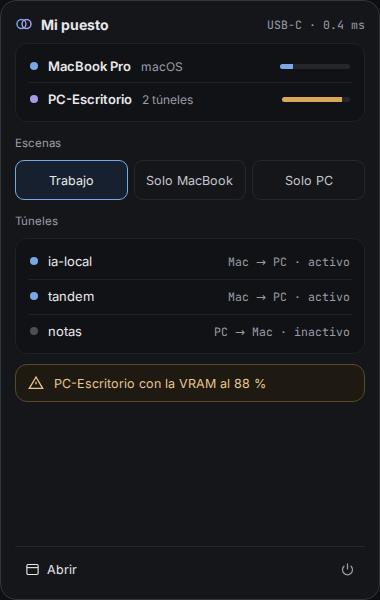 Mi puesto USB-C · 0.4 ms
MacBook Pro macOS
PC-Escritorio 2 túneles
Escenas
Trabajo Solo MacBook Solo PC
Túneles
ia-local Mac → PC · activo
tandem Mac → PC · activo
notas PC → Mac · inactivo
PC-Escritorio con la VRAM al 88 %
Abrir